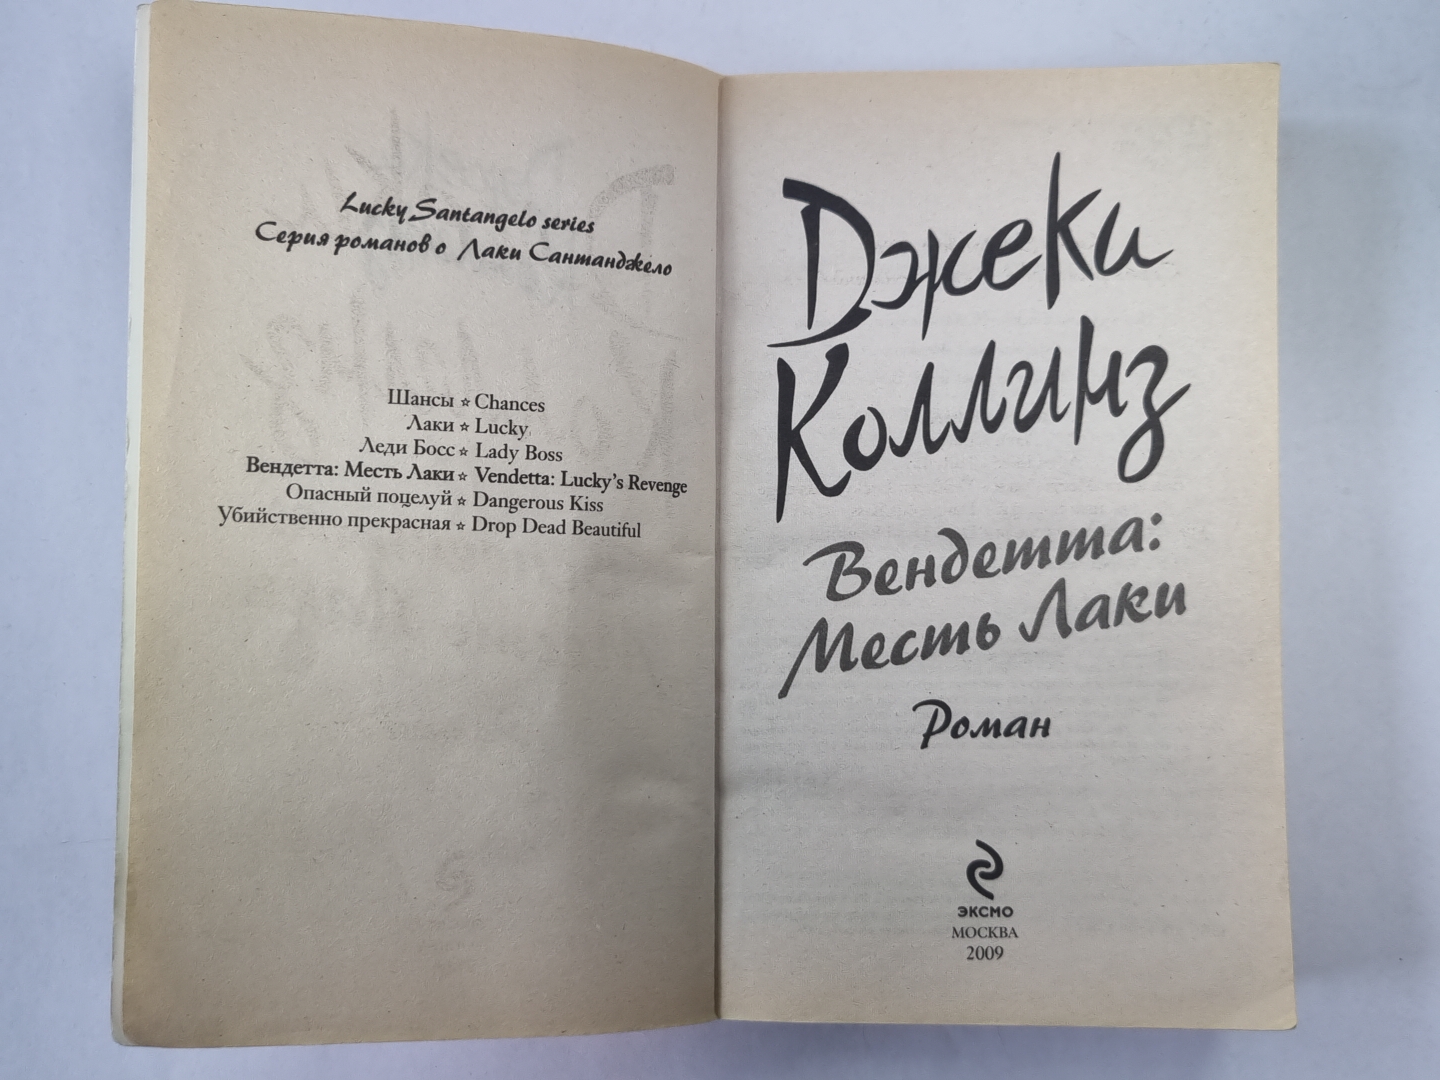 Lucky Santangelo series
Серия романов о Лаки Сантанджело
Шансы ☆ Chances
Лаки ☆ Lucky
Леди Босс ☆ Lady Boss
Вендетта: Месть Лаки ☆ Vendetta: Lucky's Revenge
Опасный поцелуй ☆ Dangerous Kiss
Убийственно прекрасная ☆ Drop Dead Beautiful
Джеки
Коллинз
Вендетта:
Месть Лаки
Роман
ЭКСМО
МОСКВА
2009